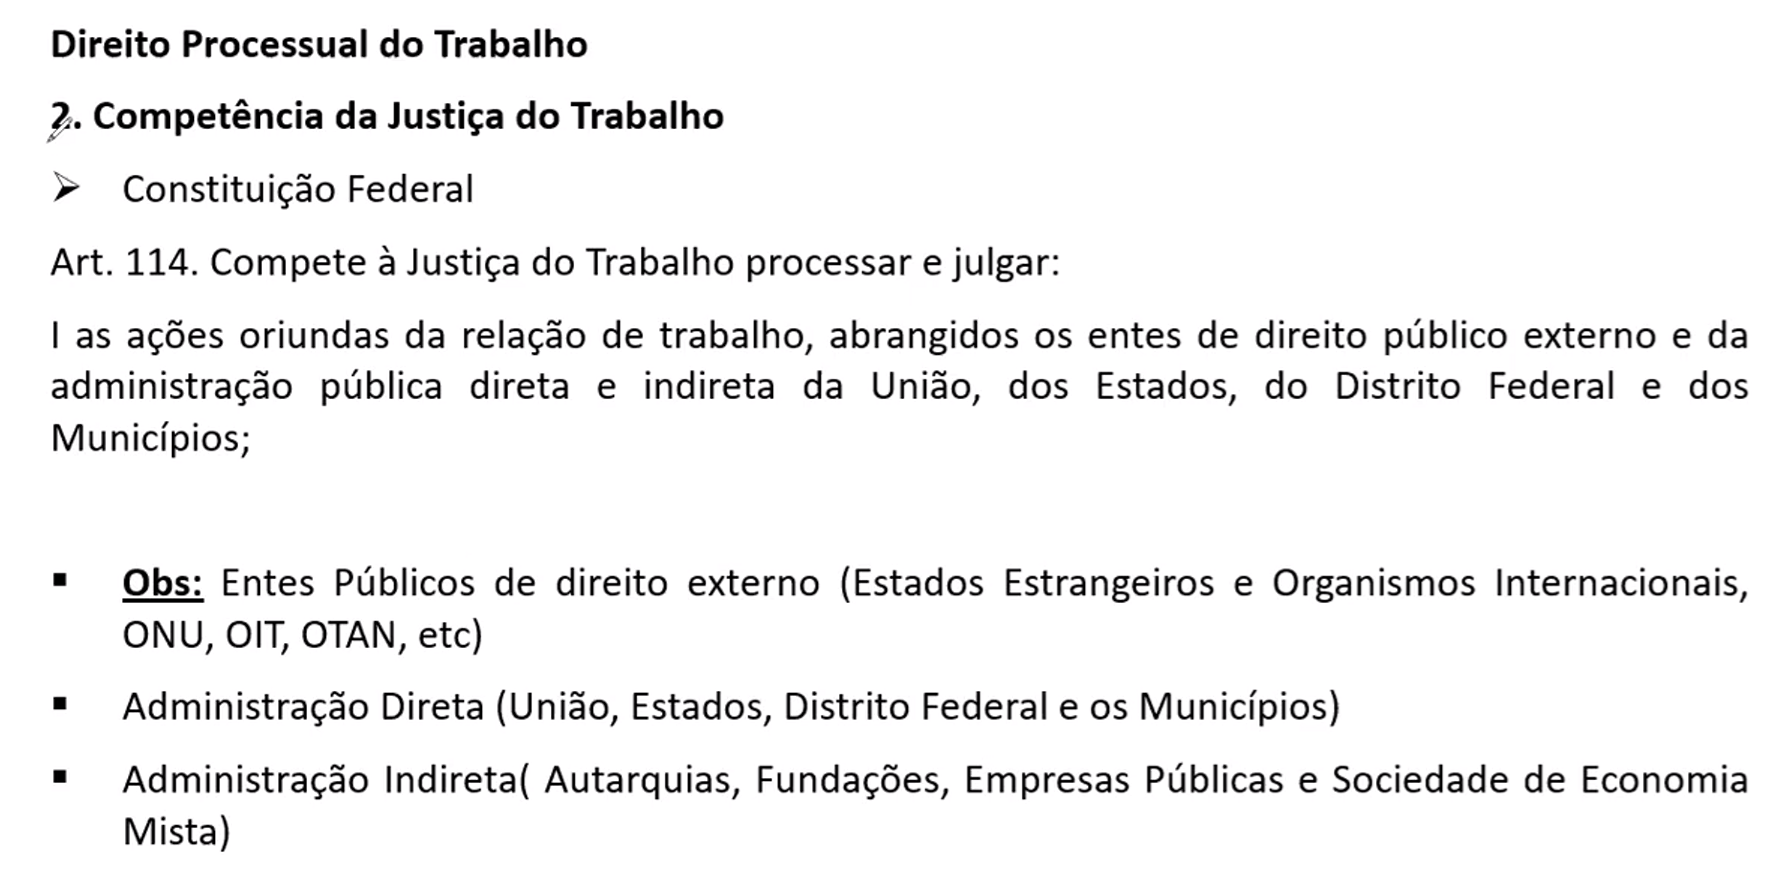 Direito Processual do Trabalho
2. Competência da Justiça do Trabalho
➢ Constituição Federal
Art. 114. Compete à Justiça do Trabalho processar e julgar:
I as ações oriundas da relação de trabalho, abrangidos os entes de direito público externo e da
administração pública direta e indireta da União, dos Estados, do Distrito Federal e dos
Municípios;
▪ Obs: Entes Públicos de direito externo (Estados Estrangeiros e Organismos Internacionais,
ONU, OIT, OTAN, etc)
▪ Administração Direta (União, Estados, Distrito Federal e os Municípios)
▪ Administração Indireta( Autarquias, Fundações, Empresas Públicas e Sociedade de Economia
Mista)